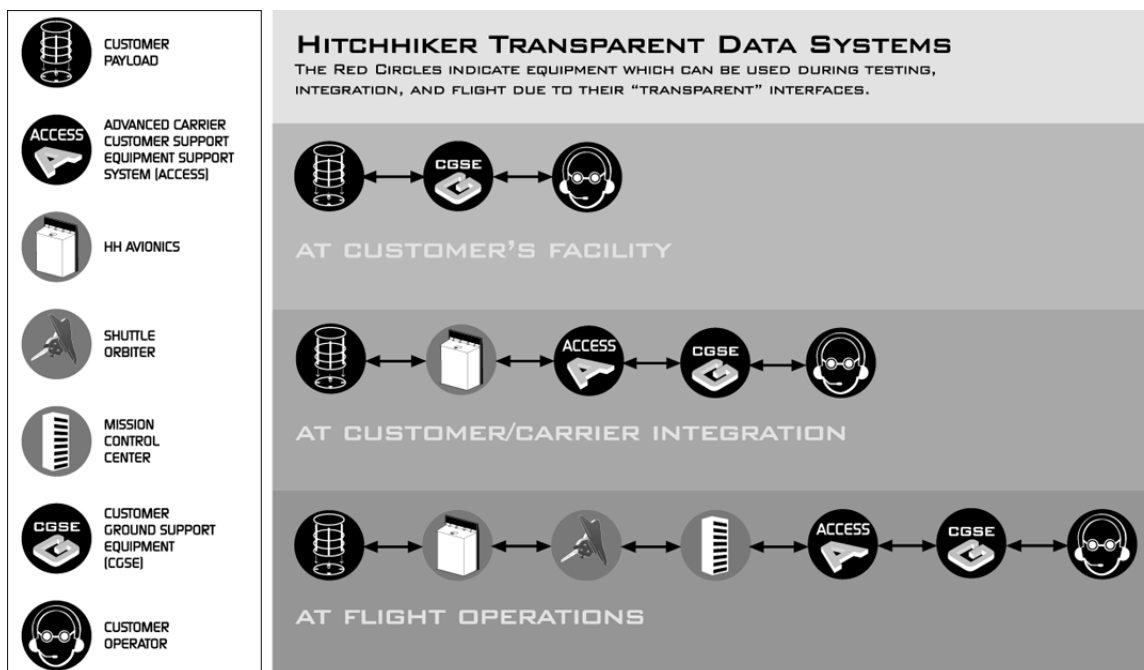 CUSTOMER
PAYLOAD
ACCESS
ADVANCED CARRIER
CUSTOMER SUPPORT
EQUIPMENT SUPPORT
SYSTEM (ACCESS)
HH AVIONICS
SHUTTLE
ORBITER
MISSION
CONTROL
CENTER
CGSE
CUSTOMER
GROUND SUPPORT
EQUIPMENT
(CGSE)
CUSTOMER
OPERATOR
HITCHHIKER TRANSPARENT DATA SYSTEMS
THE RED CIRCLES INDICATE EQUIPMENT WHICH CAN BE USED DURING TESTING,
INTEGRATION, AND FLIGHT DUE TO THEIR “TRANSPARENT” INTERFACES.
CGSE
AT CUSTOMER’S FACILITY
ACCESS
CGSE
AT CUSTOMER/CARRIER INTEGRATION
ACCESS
CGSE
AT FLIGHT OPERATIONS